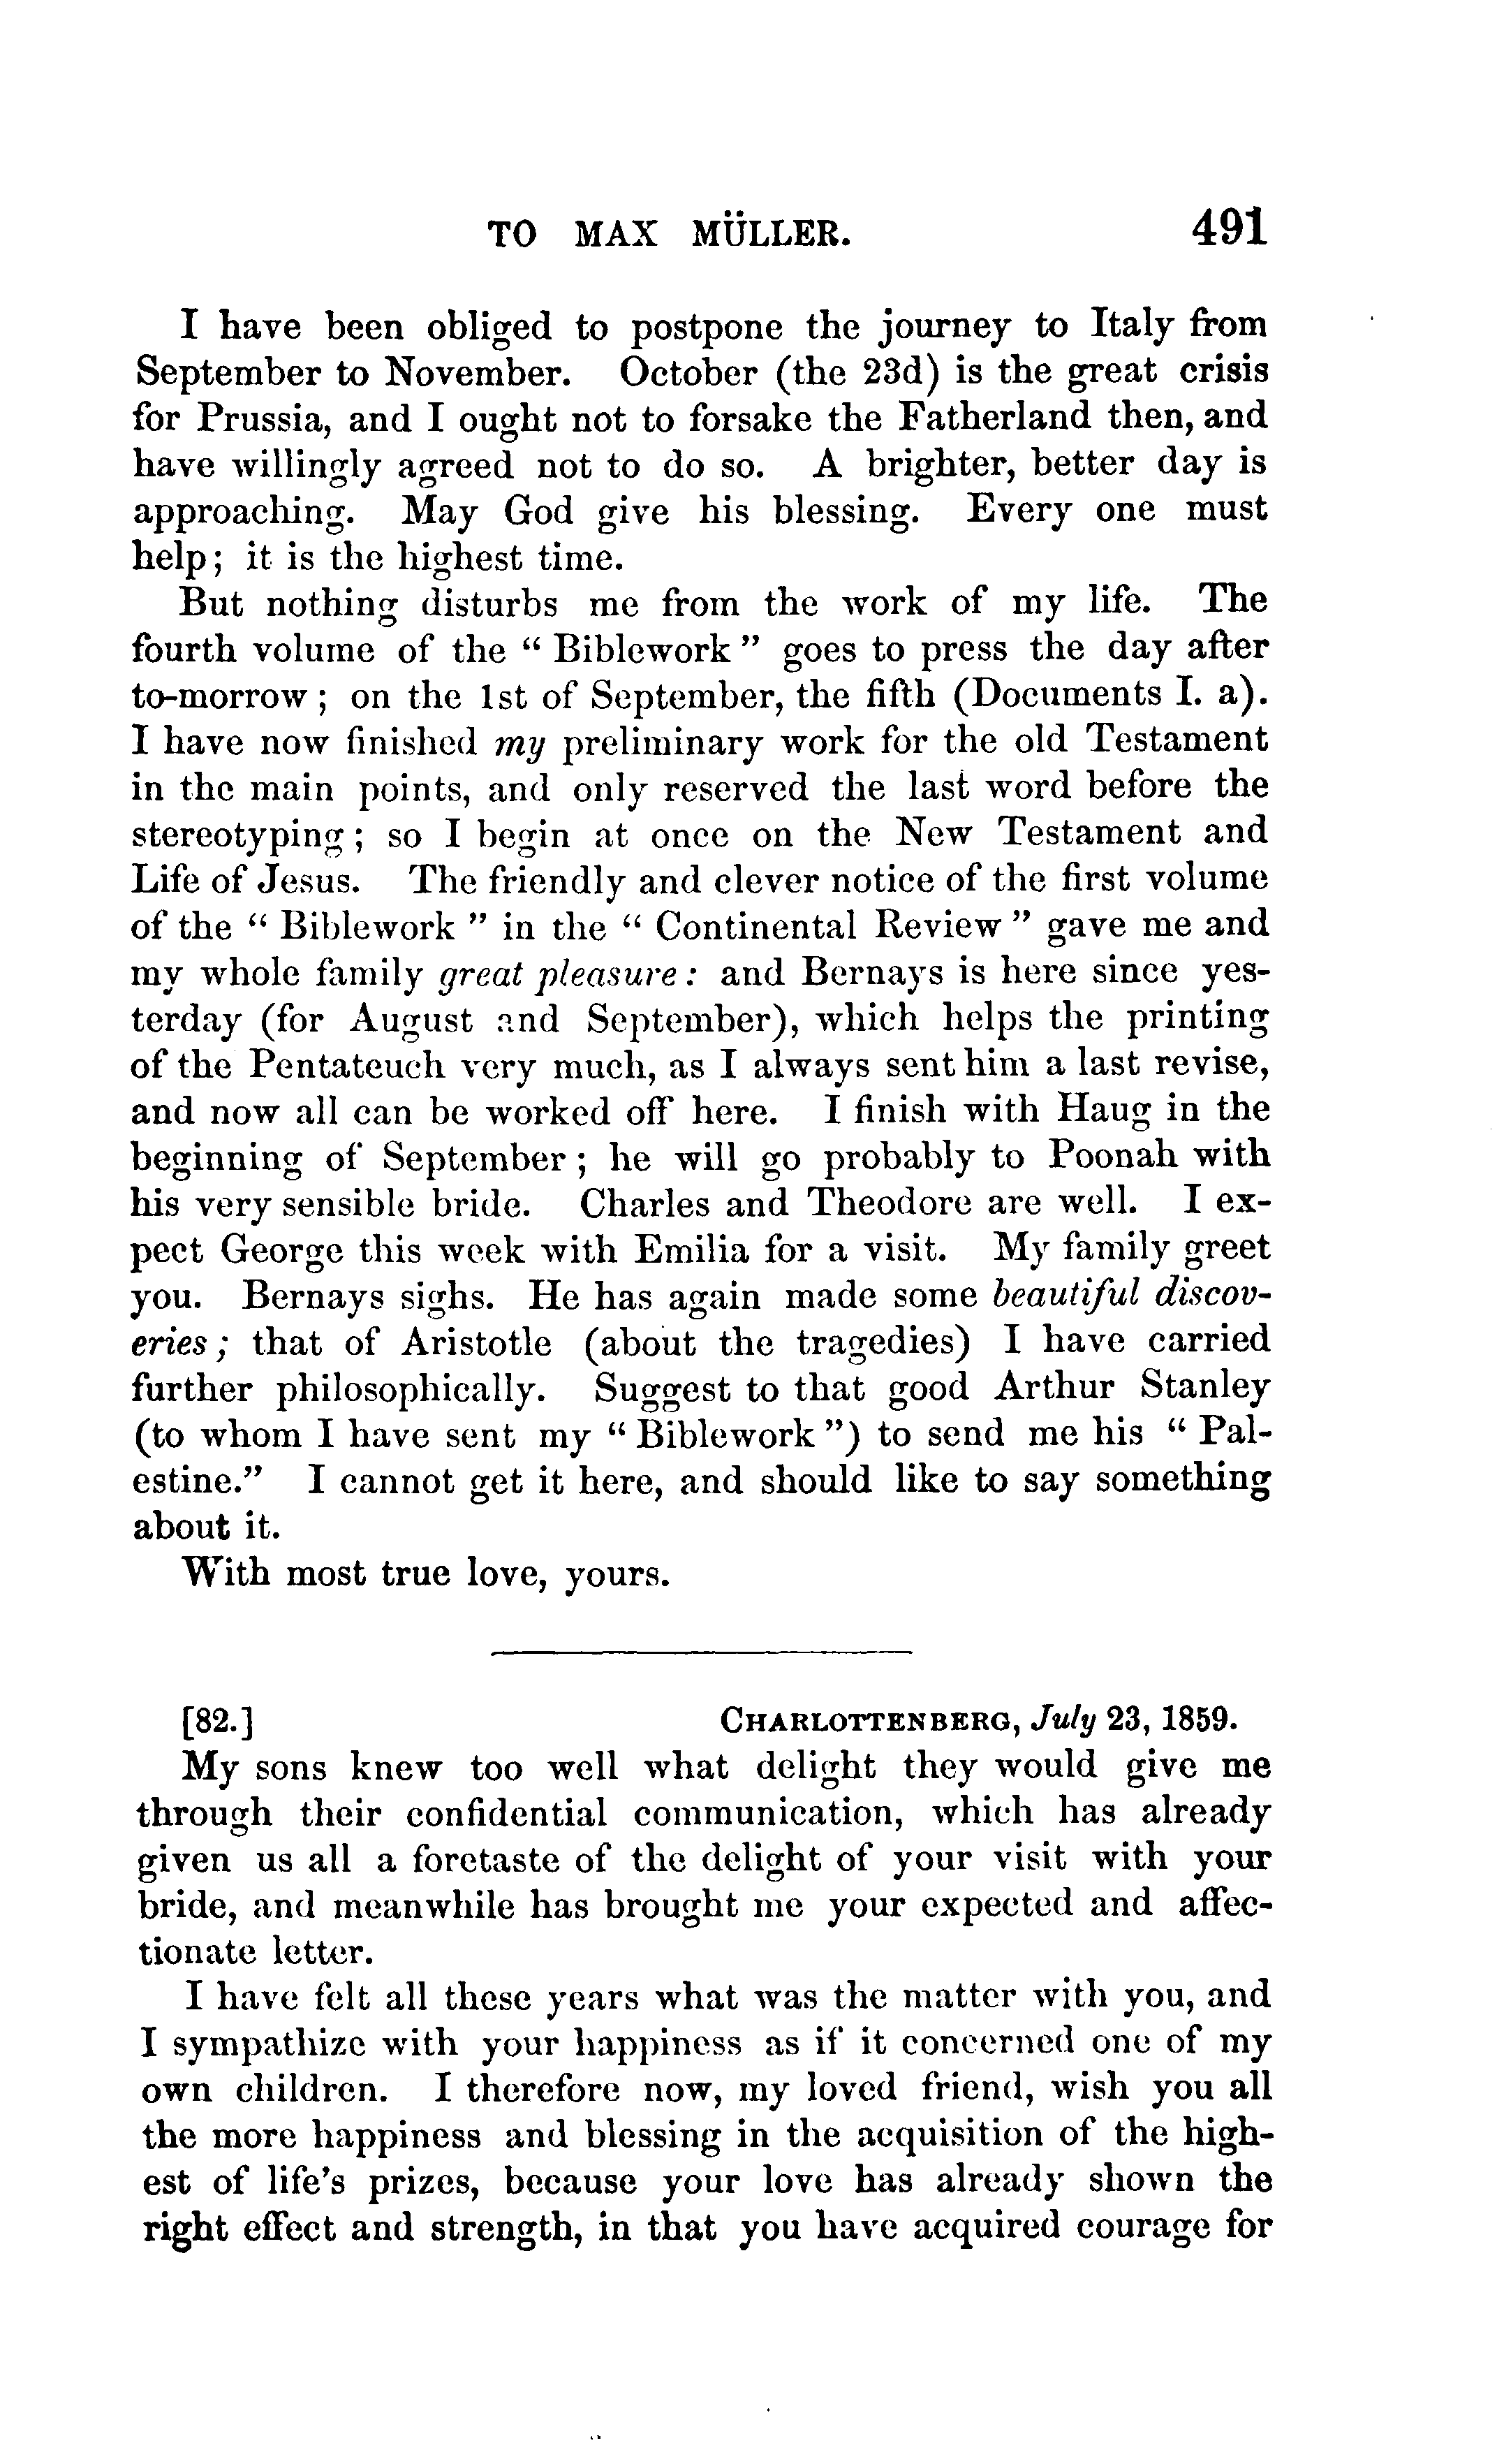 TO MAX MÜLLER. 491
I have been obliged to postpone the journey to Italy from
September to November. October (the 23d) is the great crisis
for Prussia, and I ought not to forsake the Fatherland then, and
have willingly agreed not to do so. A brighter, better day is
approaching. May God give his blessing. Every one must
help; it is the highest time.
But nothing disturbs me from the work of my life. The
fourth volume of the “ Biblework ” goes to press the day after
to-morrow ; on the 1st of September, the fifth (Documents I. a).
I have now finished my preliminary work for the old Testament
in the main points, and only reserved the last word before the
stereotyping ; so I begin at once on the New Testament and
Life of Jesus. The friendly and clever notice of the first volume
of the “ Biblework ” in the “ Continental Review ” gave me and
my whole family great pleasure : and Bernays is here since yes-
terday (for August and September), which helps the printing
of the Pentateuch very much, as I always sent him a last revise,
and now all can be worked off here. I finish with Haug in the
beginning of September ; he will go probably to Poonah with
his very sensible bride. Charles and Theodore are well. I ex-
pect George this week with Emilia for a visit. My family greet
you. Bernays sighs. He has again made some beautiful discov-
eries ; that of Aristotle (about the tragedies) I have carried
further philosophically. Suggest to that good Arthur Stanley
(to whom I have sent my “ Biblework ”) to send me his “ Pal-
estine.” I cannot get it here, and should like to say something
about it.
With most true love, yours.
[82.] CHARLOTTENBERG, July 23, 1859.
My sons knew too well what delight they would give me
through their confidential communication, which has already
given us all a foretaste of the delight of your visit with your
bride, and meanwhile has brought me your expected and affec-
tionate letter.
I have felt all these years what was the matter with you, and
I sympathize with your happiness as if it concerned one of my
own children. I therefore now, my loved friend, wish you all
the more happiness and blessing in the acquisition of the high-
est of life’s prizes, because your love has already shown the
right effect and strength, in that you have acquired courage for